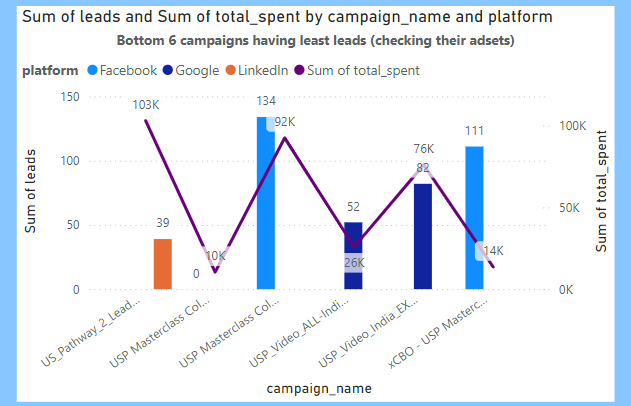 Sum of leads and Sum of total_spent by campaign_name and platform
Bottom 6 campaigns having least leads (checking their adsets)
platform Facebook Google LinkedIn Sum of total_spent
150
100
50
0
Sum of leads
103K
39
10K
0
134
92K
52
26K
76K
82
111
14K
100K
50K
0K
Sum of total_spent
US_Pathway_2_Lead...
USP Masterclass Col...
USP Masterclass Col...
USP_Video_ALL-Indi...
USP_Video_India_EX...
xCBO - USP Masterc...
campaign_name